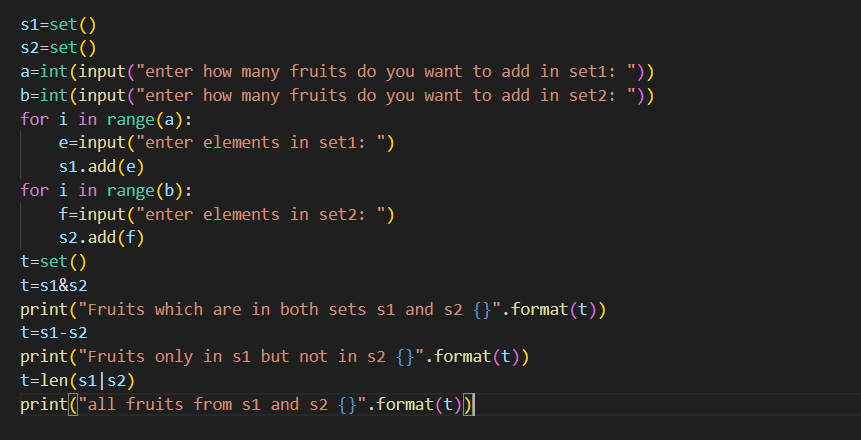 s1=set()
s2=set()
a=int(input("enter how many fruits do you want to add in set1: "))
b=int(input("enter how many fruits do you want to add in set2: "))
for i in range(a):
    e=input("enter elements in set1: ")
    s1.add(e)
for i in range(b):
    f=input("enter elements in set2: ")
    s2.add(f)
t=set()
t=s1&s2
print("Fruits which are in both sets s1 and s2 {}".format(t))
t=s1-s2
print("Fruits only in s1 but not in s2 {}".format(t))
t=len(s1|s2)
print("all fruits from s1 and s2 {}".format(t))